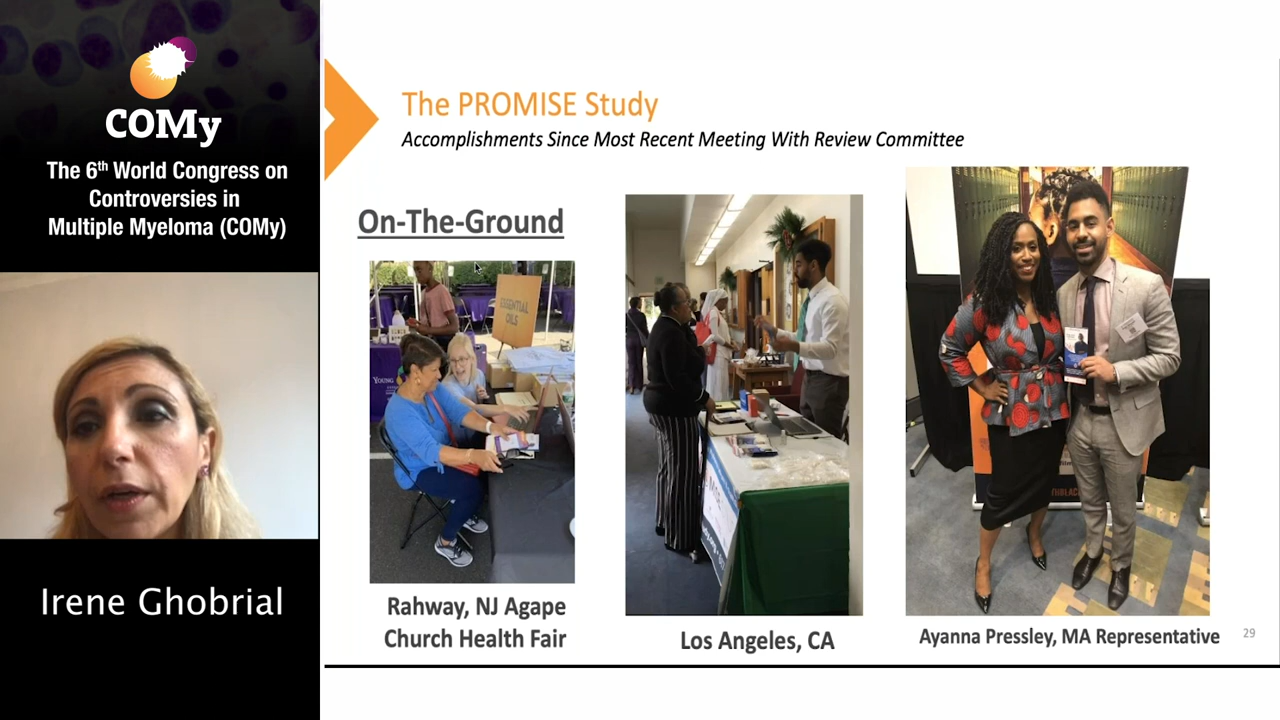 COMy
The 6th World Congress on
Controversies in
Multiple Myeloma (COMy)
Irene Ghobrial
The PROMISE Study
Accomplishments Since Most Recent Meeting With Review Committee
On-The-Ground
ESSENTIAL
OILS
YOUNG
Rahway, NJ Agape
Church Health Fair
Los Angeles, CA
Ayanna Pressley, MA Representative
29